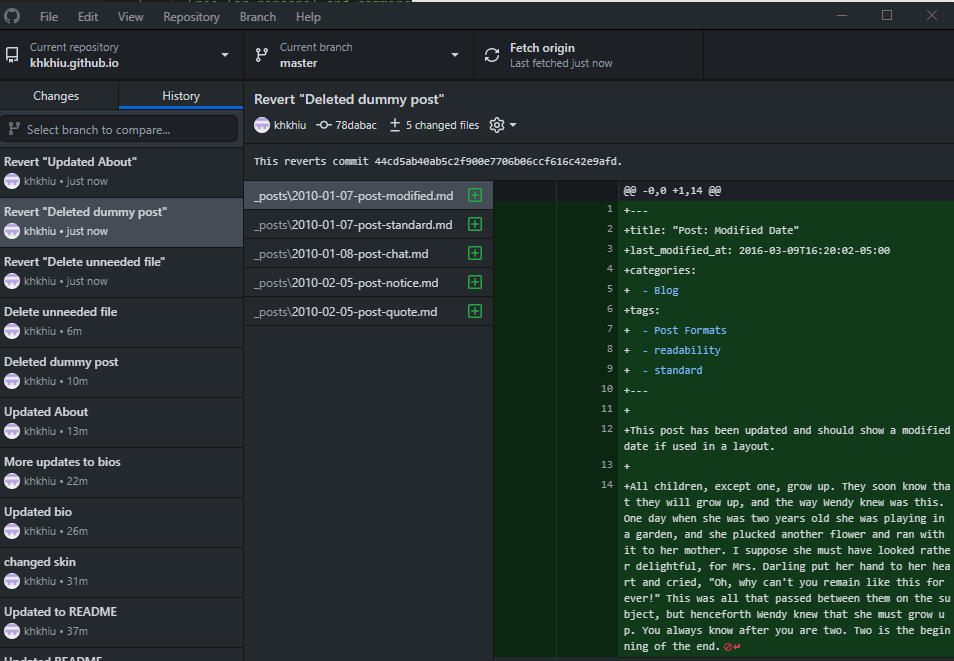 File Edit View Repository Branch Help
Current repository
khkhiu.github.io
Current branch
master
Fetch origin
Last fetched just now
Changes History
Select branch to compare...
Revert "Updated About"
khkhiu • just now
Revert "Deleted dummy post"
khkhiu • just now
Revert "Delete unneeded file"
khkhiu • just now
Delete unneeded file
khkhiu • 6m
Deleted dummy post
khkhiu • 10m
Updated About
khkhiu • 13m
More updates to bios
khkhiu • 22m
Updated bio
khkhiu • 26m
changed skin
khkhiu • 31m
Updated to README
khkhiu • 37m
Updated README
Revert "Deleted dummy post"
khkhiu 78dabac 5 changed files
This reverts commit 44cd5ab40ab5c2f900e7706b06ccf616c42e9afd.
_posts\2010-01-07-post-modified.md
_posts\2010-01-07-post-standard.md
_posts\2010-01-08-post-chat.md
_posts\2010-02-05-post-notice.md
_posts\2010-02-05-post-quote.md
@@ -0,0 +1,14 @@
1 +---
2 +title: "Post: Modified Date"
3 +last_modified_at: 2016-03-09T16:20:02-05:00
4 +categories:
5 + - Blog
6 +tags:
7 + - Post Formats
8 + - readability
9 + - standard
10 +---
11 +
12 +This post has been updated and should show a modified
date if used in a layout.
13 +
14 +All children, except one, grow up. They soon know tha
t they will grow up, and the way Wendy knew was this.
One day when she was two years old she was playing in
a garden, and she plucked another flower and ran with
it to her mother. I suppose she must have looked rathe
r delightful, for Mrs. Darling put her hand to her hea
rt and cried, "Oh, why can't you remain like this for
ever!" This was all that passed between them on the su
bject, but henceforth Wendy knew that she must grow u
p. You always know after you are two. Two is the begin
ning of the end.